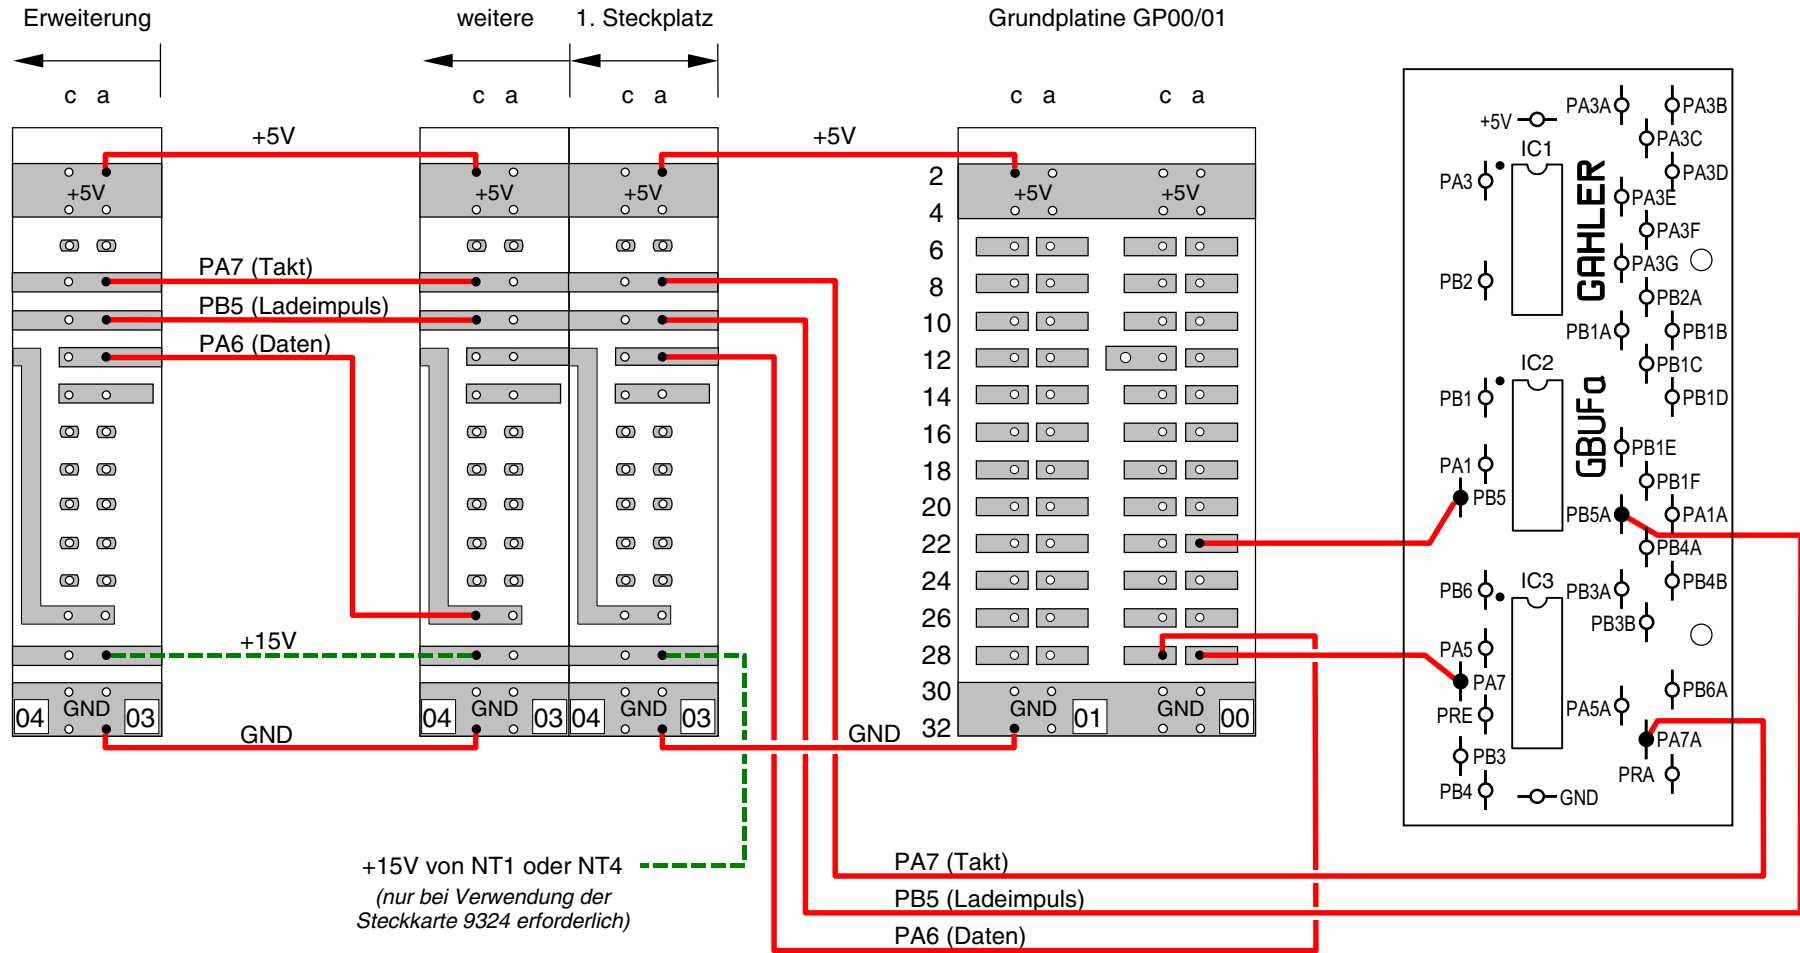 Erweiterung
weitere
1. Steckplatz
Grundplatine GP00/01
c a
c a
c a
c a
c a
+5V
+5V
+5V
+5V
+5V
+5V
+5V
PA7 (Takt)
PB5 (Ladeimpuls)
PA6 (Daten)
+15V
GND
GND
04
GND
03
04
GND
03
04
GND
03
2
4
6
8
10
12
14
16
18
20
22
24
26
28
30
32
GND
01
GND
00
+15V von NT1 oder NT4
(nur bei Verwendung der
Steckkarte 9324 erforderlich)
PA7 (Takt)
PB5 (Ladeimpuls)
PA6 (Daten)
+5V
IC1
PA3
PB2
IC2
PB1
PA1
PB5
IC3
PB6
PA5
PA7
PRE
PB3
PB4
GND
GAHLER
GBUFa
PA3A
PA3B
PA3C
PA3D
PA3E
PA3F
PA3G
PB2A
PB1A
PB1B
PB1C
PB1D
PB1E
PB1F
PB5A
PA1A
PB4A
PB4B
PB3A
PB3B
PB6A
PA5A
PA7A
PRA